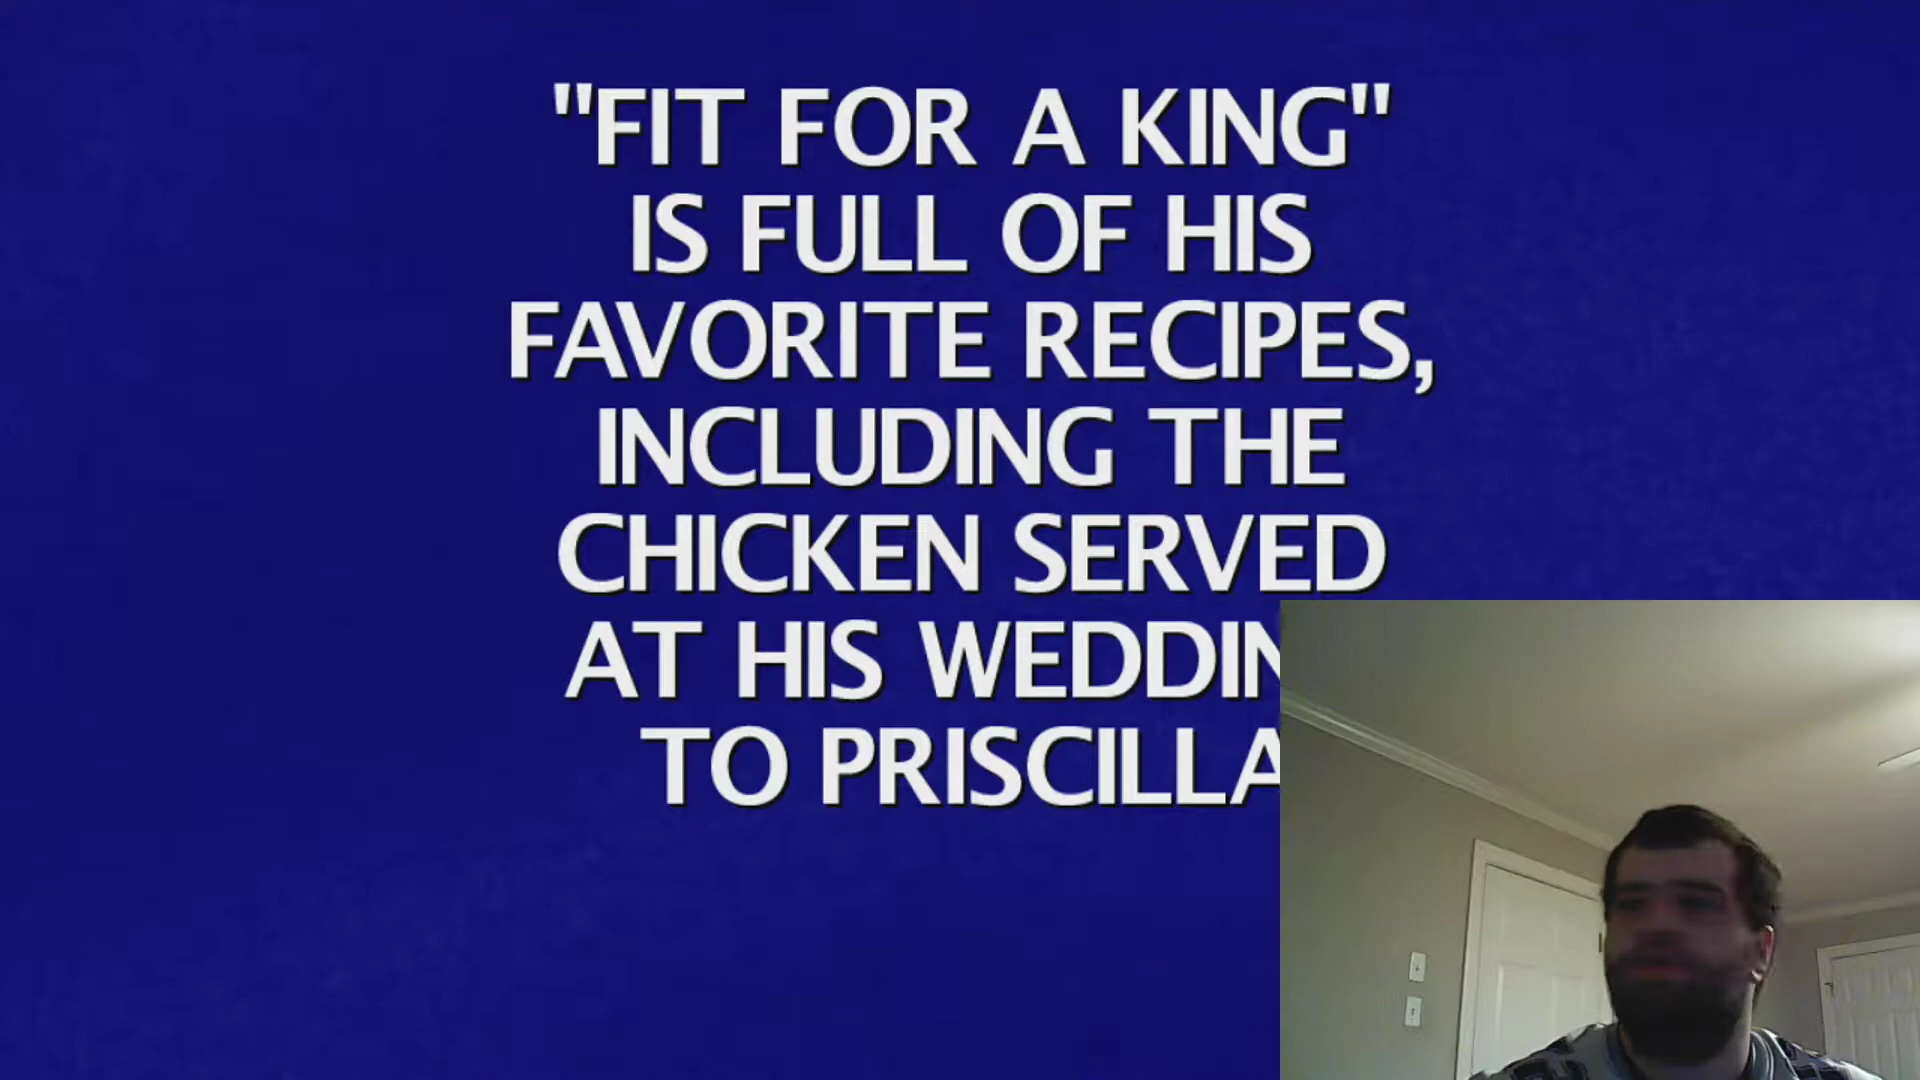 "FIT FOR A KING"
IS FULL OF HIS
FAVORITE RECIPES,
INCLUDING THE
CHICKEN SERVED
AT HIS WEDDIN
TO PRISCILLA